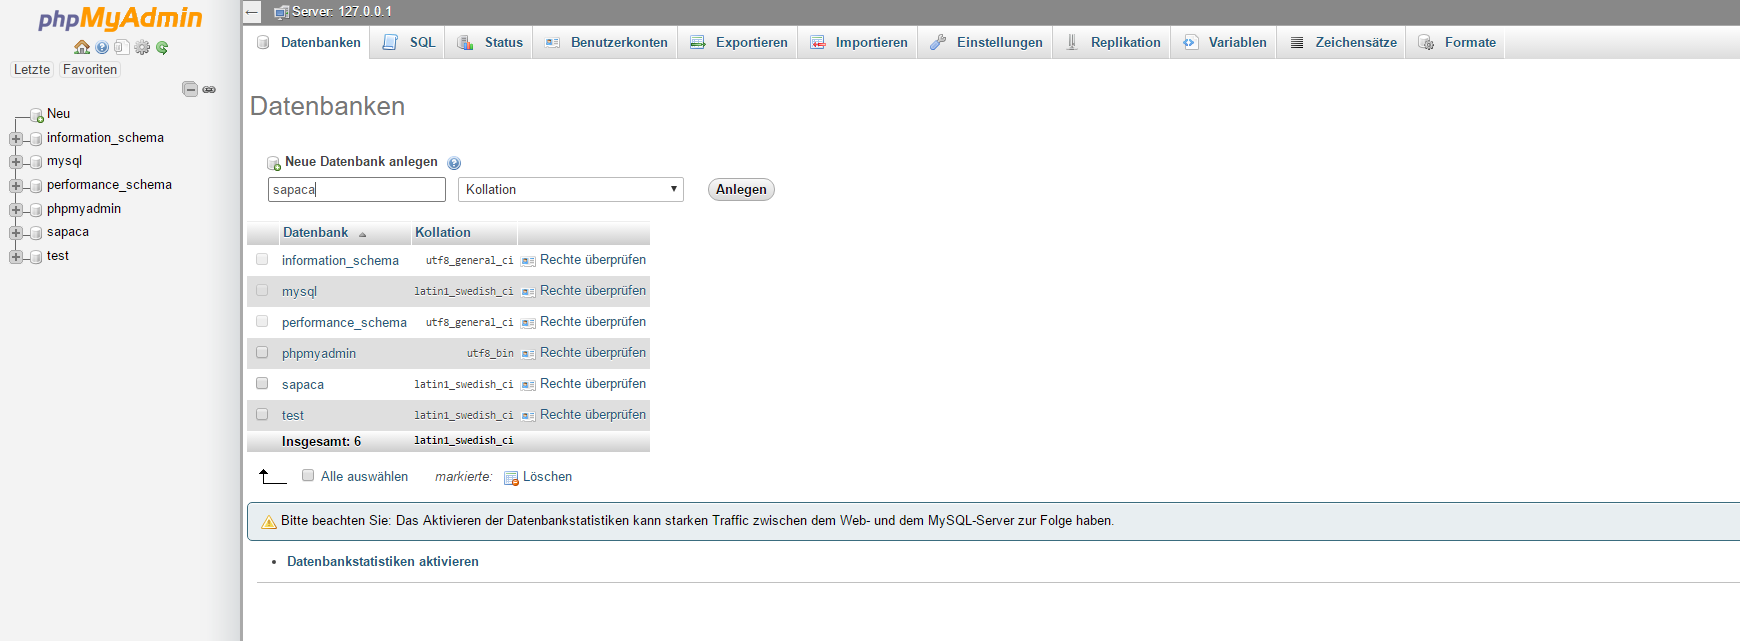 phpMyAdmin
Letzte Favoriten
Neu
information_schema
mysql
performance_schema
phpmyadmin
sapaca
test
← Server: 127.0.0.1
Datenbanken SQL Status Benutzerkonten Exportieren Importieren Einstellungen Replikation Variablen Zeichensätze Formate
Datenbanken
Neue Datenbank anlegen
sapaca Kollation Anlegen
Datenbank Kollation
information_schema utf8_general_ci Rechte überprüfen
mysql latin1_swedish_ci Rechte überprüfen
performance_schema utf8_general_ci Rechte überprüfen
phpmyadmin utf8_bin Rechte überprüfen
sapaca latin1_swedish_ci Rechte überprüfen
test latin1_swedish_ci Rechte überprüfen
Insgesamt: 6 latin1_swedish_ci
Alle auswählen markierte: Löschen
Bitte beachten Sie: Das Aktivieren der Datenbankstatistiken kann starken Traffic zwischen dem Web- und dem MySQL-Server zur Folge haben.
• Datenbankstatistiken aktivieren